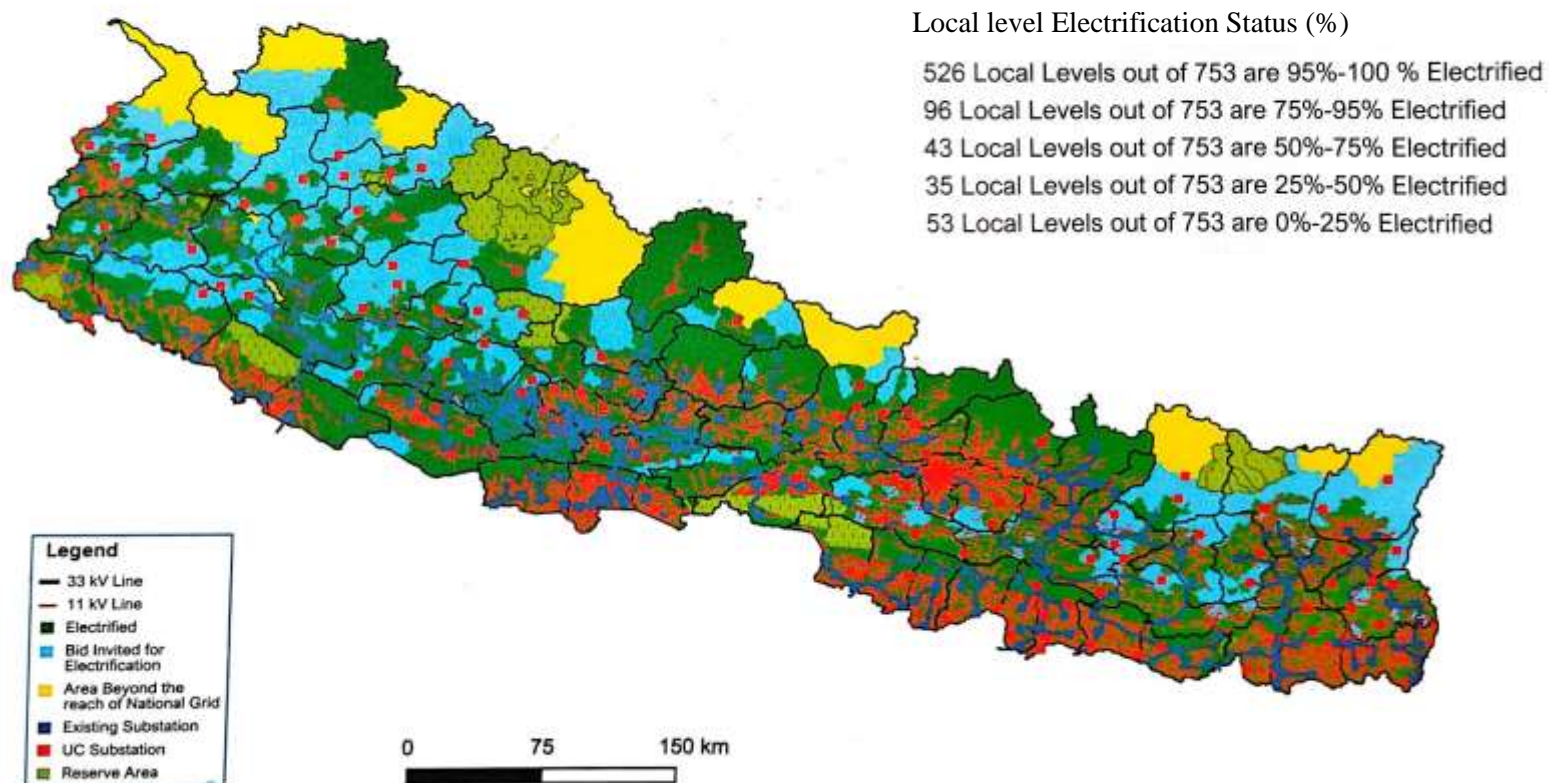 Local level Electrification Status (%)
526 Local Levels out of 753 are 95%-100 % Electrified
96 Local Levels out of 753 are 75%-95% Electrified
43 Local Levels out of 753 are 50%-75% Electrified
35 Local Levels out of 753 are 25%-50% Electrified
53 Local Levels out of 753 are 0%-25% Electrified
Legend
33 kV Line
11 kV Line
Electrified
Bid Invited for
Electrification
Area Beyond the
reach of National Grid
Existing Substation
UC Substation
Reserve Area
0 75 150 km